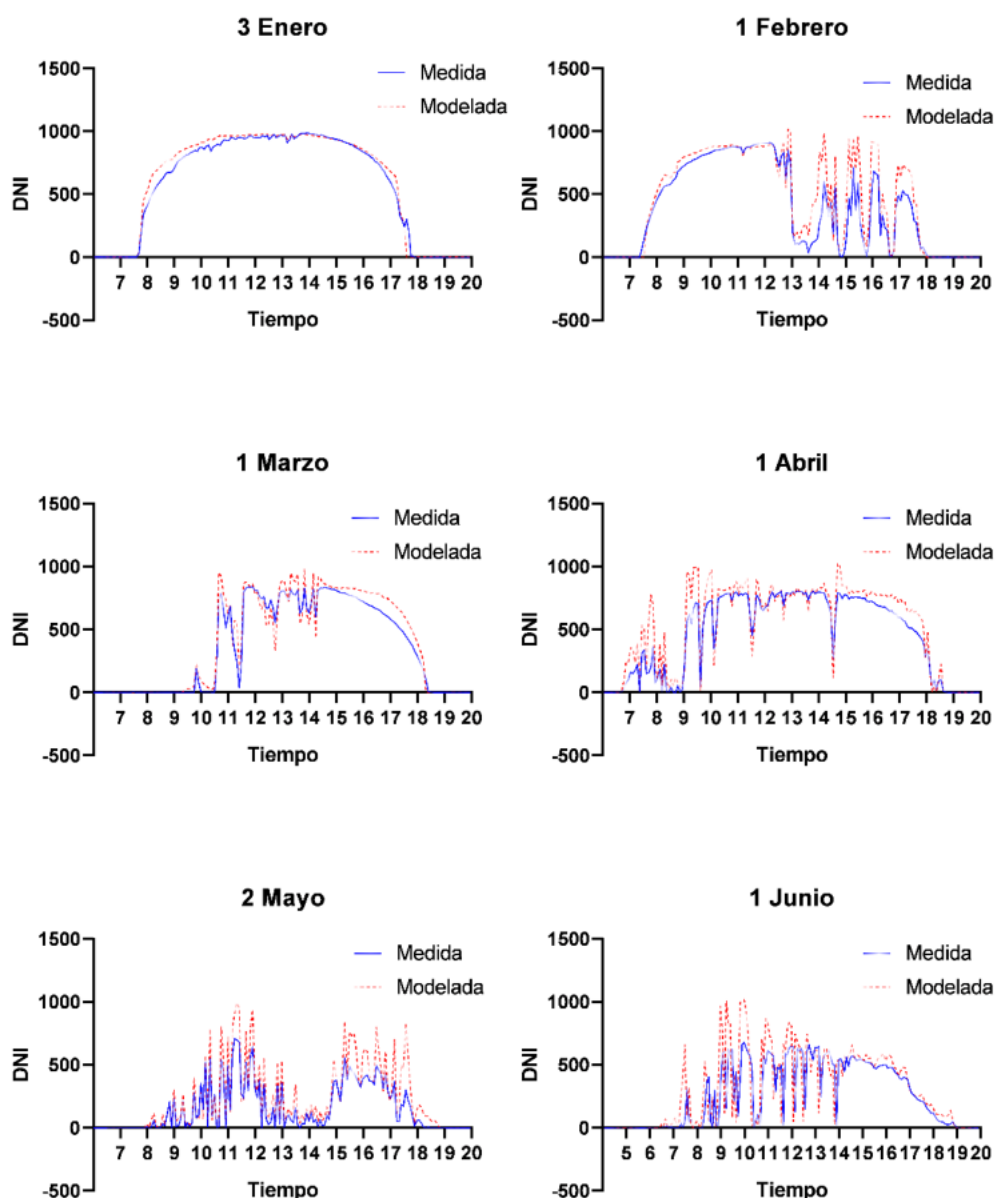 3 Enero
1500
1000
500
0
-500
DNI
Medida
Modelada
7 8 9 10 11 12 13 14 15 16 17 18 19 20
Tiempo
1 Febrero
1500
1000
500
0
-500
DNI
Medida
Modelada
7 8 9 10 11 12 13 14 15 16 17 18 19 20
Tiempo
1 Marzo
1500
1000
500
0
-500
DNI
Medida
Modelada
7 8 9 10 11 12 13 14 15 16 17 18 19 20
Tiempo
1 Abril
1500
1000
500
0
-500
DNI
Medida
Modelada
7 8 9 10 11 12 13 14 15 16 17 18 19 20
Tiempo
2 Mayo
1500
1000
500
0
-500
DNI
Medida
Modelada
7 8 9 10 11 12 13 14 15 16 17 18 19 20
Tiempo
1 Junio
1500
1000
500
0
-500
DNI
Medida
Modelada
5 6 7 8 9 10 11 12 13 14 15 16 17 18 19 20
Tiempo